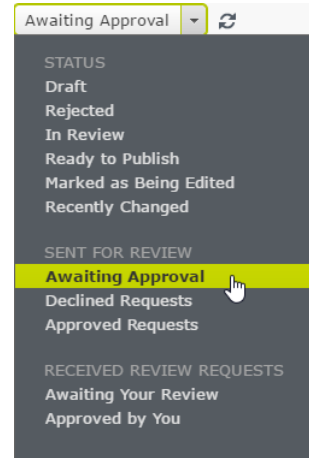 Awaiting Approval
STATUS
Draft
Rejected
In Review
Ready to Publish
Marked as Being Edited
Recently Changed
SENT FOR REVIEW
Awaiting Approval
Declined Requests
Approved Requests
RECEIVED REVIEW REQUESTS
Awaiting Your Review
Approved by You